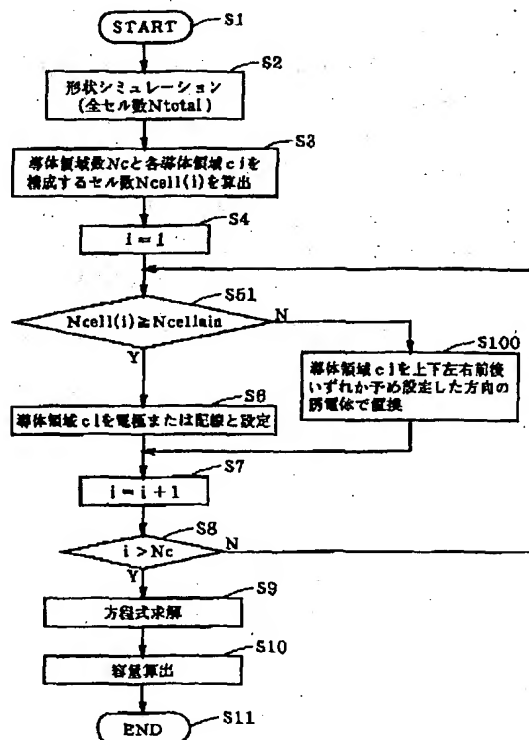 START
S1
S2
形状シミュレーション
(全セル数Ntotal)
S3
導体領域数Ncと各導体領域ciを
構成するセル数Ncell(i)を算出
S4
i = 1
S51
Ncell(i)≧Ncellmin
N
Y
S100
導体領域ciを上下左右前後
いずれか予め設定した方向の
誘電体で置換
S6
導体領域ciを電極または配線と設定
S7
i = i + 1
S8
i > Nc
N
Y
S9
方程式求解
S10
容量算出
S11
END